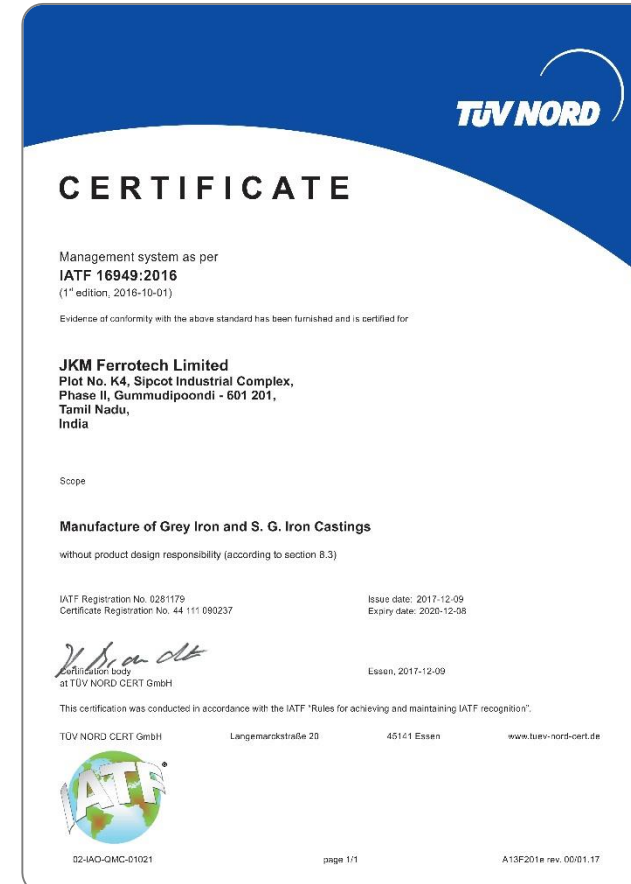 TÜV NORD
CERTIFICATE
Management system as per
IATF 16949:2016
(1st edition, 2016-10-01)
Evidence of conformity with the above standard has been furnished and is certified for
JKM Ferrotech Limited
Plot No. K4, Sipcot Industrial Complex,
Phase II, Gummudipoondi - 601 201,
Tamil Nadu,
India
Scope
Manufacture of Grey Iron and S. G. Iron Castings
without product design responsibility (according to section 8.3)
IATF Registration No. 0281179
Certificate Registration No. 44 111 090237
Issue date: 2017-12-09
Expiry date: 2020-12-08
Certification body
at TÜV NORD CERT GmbH
Essen, 2017-12-09
This certification was conducted in accordance with the IATF "Rules for achieving and maintaining IATF recognition".
TÜV NORD CERT GmbH Langemarckstraße 20 45141 Essen www.tuev-nord-cert.de
IATF®
02-IAO-QMC-01021 page 1/1 A13F201e rev. 00/01.17